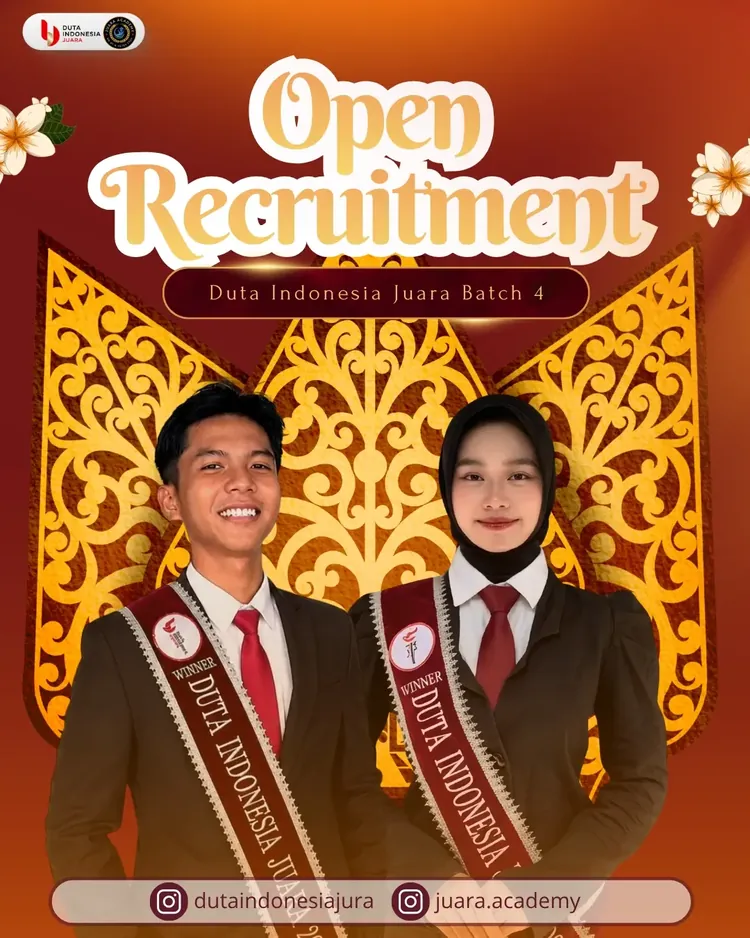 DUTA
INDONESIA
JUARA
Open
Recruitment
Duta Indonesia Juara Batch 4
WINNER
DUTA INDONESIA JUARA 20
WINNER
DUTA INDONESIA
dutaindonesiajura
juara.academy